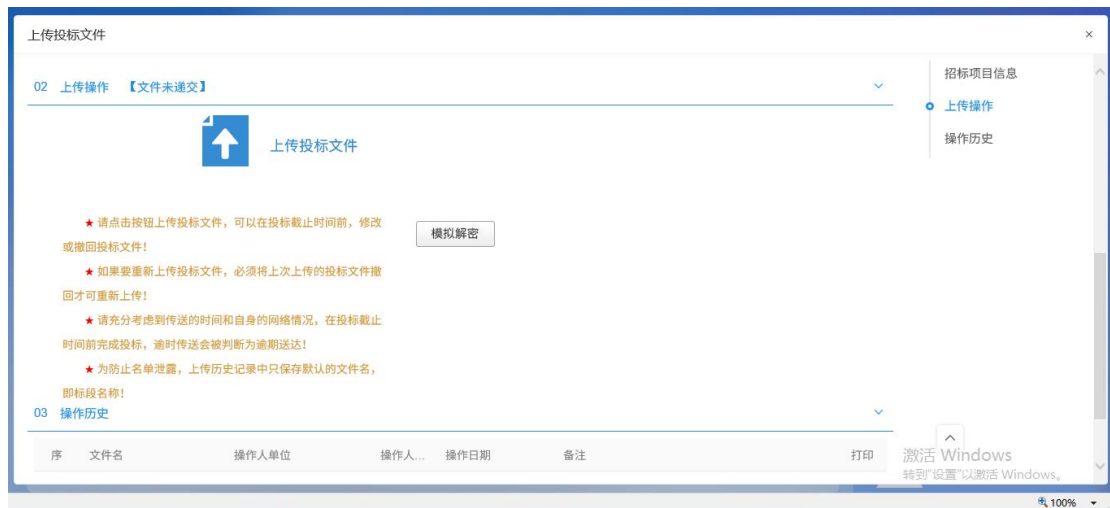 上传投标文件
×
02 上传操作 【文件未递交】
招标项目信息
上传操作
操作历史
上传投标文件
★ 请点击按钮上传投标文件，可以在投标截止时间前，修改
或撤回投标文件！
模拟解密
★ 如果要重新上传投标文件，必须将上次上传的投标文件撤
回才可重新上传！
★ 请充分考虑到传送的时间和自身的网络情况，在投标截止
时间前完成投标，逾时传送会被判断为逾期送达！
★ 为防止名单泄露，上传历史记录中只保存默认的文件名，
即标段名称！
03 操作历史
序 文件名 操作人单位 操作人... 操作日期 备注 打印
激活 Windows
转到"设置"以激活 Windows。
100%